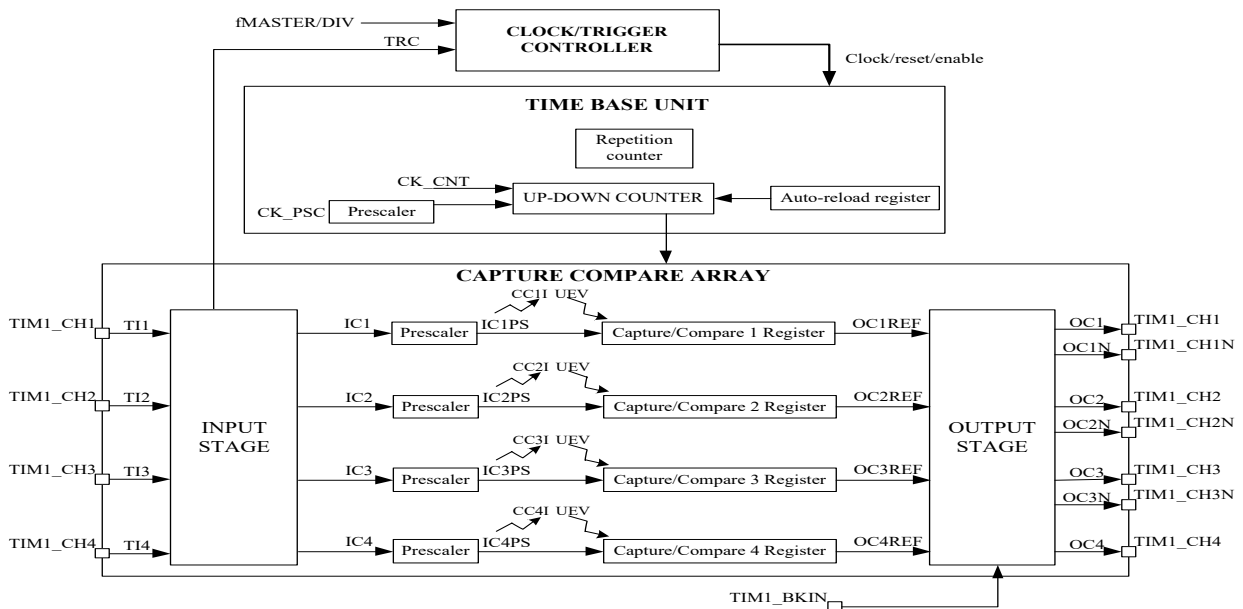 fMASTER/DIV
TRC
CLOCK/TRIGGER
CONTROLLER
Clock/reset/enable
TIME BASE UNIT
Repetition
counter
CK_CNT
CK_PSC
Prescaler
UP-DOWN COUNTER
Auto-reload register
CAPTURE COMPARE ARRAY
TIM1_CH1
TI1
IC1
Prescaler
IC1PS
CC1I UEV
Capture/Compare 1 Register
OC1REF
OC1
TIM1_CH1
OC1N
TIM1_CH1N
TIM1_CH2
TI2
IC2
Prescaler
IC2PS
CC2I UEV
Capture/Compare 2 Register
OC2REF
OC2
TIM1_CH2
OC2N
TIM1_CH2N
INPUT
STAGE
OUTPUT
STAGE
TIM1_CH3
TI3
IC3
Prescaler
IC3PS
CC3I UEV
Capture/Compare 3 Register
OC3REF
OC3
TIM1_CH3
OC3N
TIM1_CH3N
TIM1_CH4
TI4
IC4
Prescaler
IC4PS
CC4I UEV
Capture/Compare 4 Register
OC4REF
OC4
TIM1_CH4
TIM1_BKIN